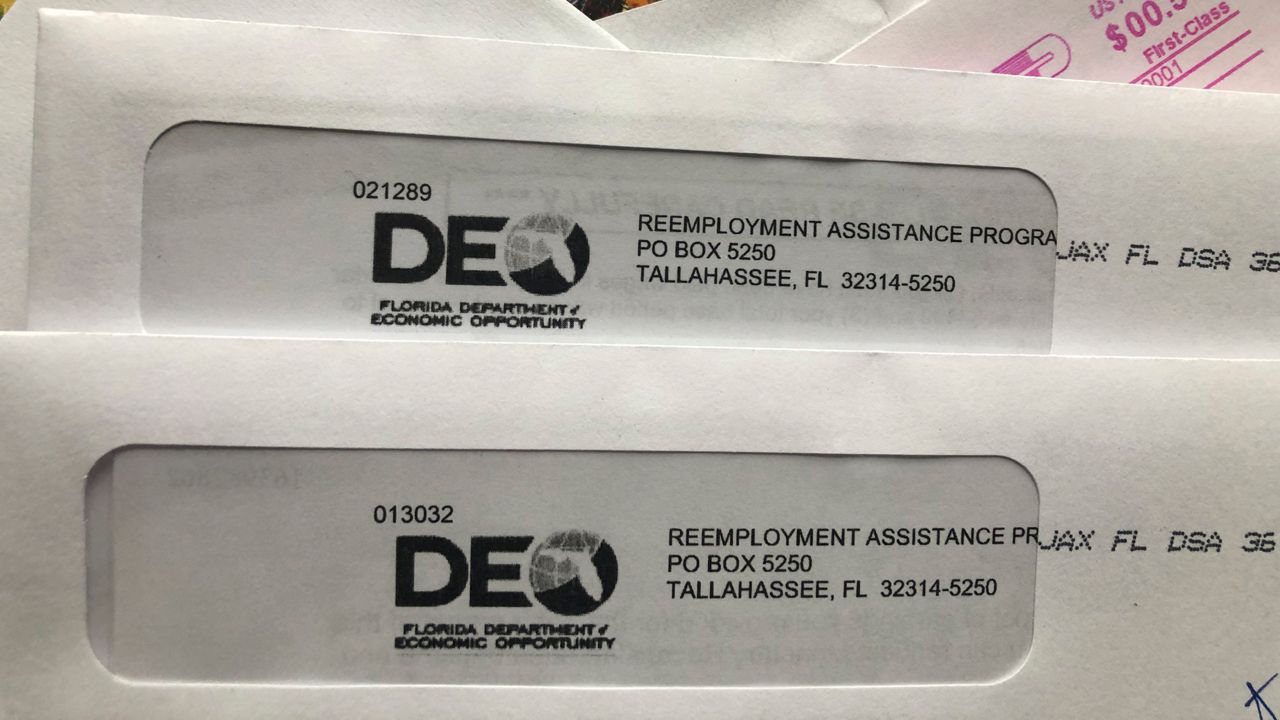 $00.
First-Class
0001
021289
DEO
FLORIDA DEPARTMENT of
ECONOMIC OPPORTUNITY
REEMPLOYMENT ASSISTANCE PROGRA
PO BOX 5250
TALLAHASSEE, FL 32314-5250
JAX FL DSA 36
013032
DEO
FLORIDA DEPARTMENT of
ECONOMIC OPPORTUNITY
REEMPLOYMENT ASSISTANCE PR
PO BOX 5250
TALLAHASSEE, FL 32314-5250
JAX FL DSA 36